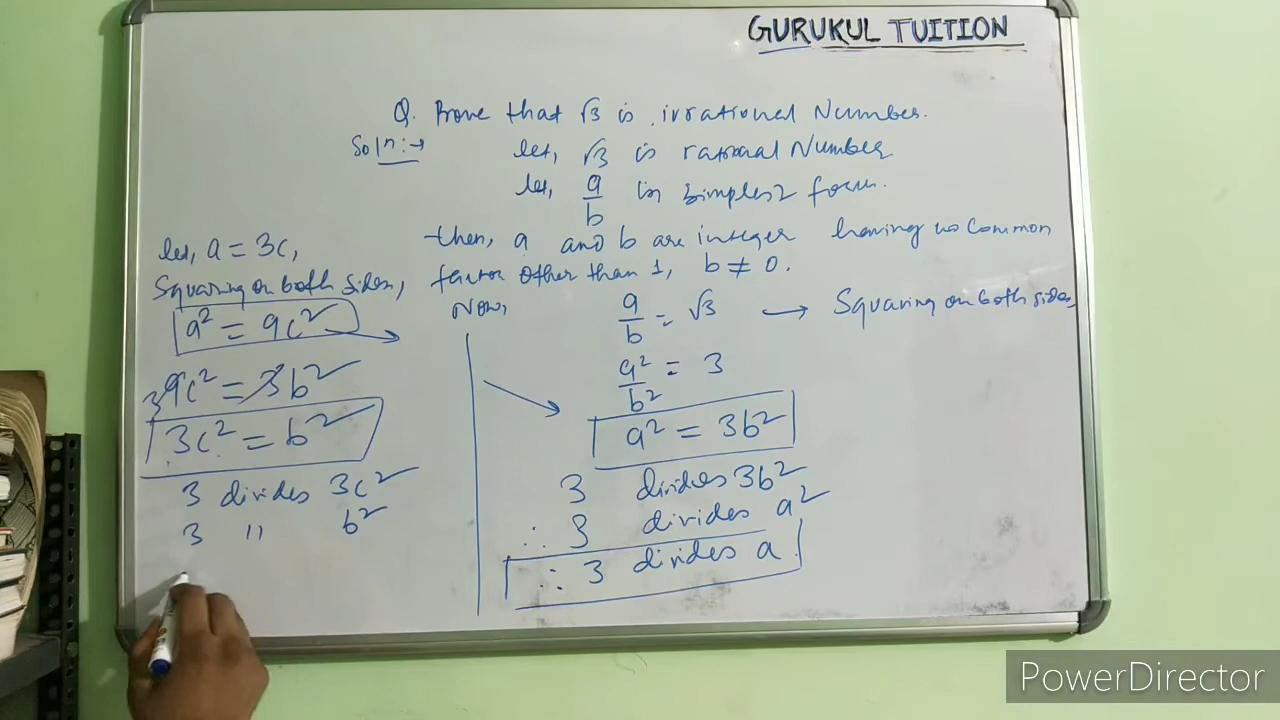 GURUKUL TUITION
Q. Prove that √3 is irrational Number.
Soln:→ let, √3 is rational Number
let, a/b in simplest form.
then, a and b are integer having no common
factor other than 1, b ≠ 0.
Now, a/b = √3 → Squaring on both sides,
a²/b² = 3
a² = 3b²
3 divides 3b²
∴ 3 divides a²
∴ 3 divides a
let, a = 3c,
Squaring on both sides,
a² = 9c²
9c² = 3b²
3
3c² = b²
3 divides 3c²
3 '' b²
PowerDirector